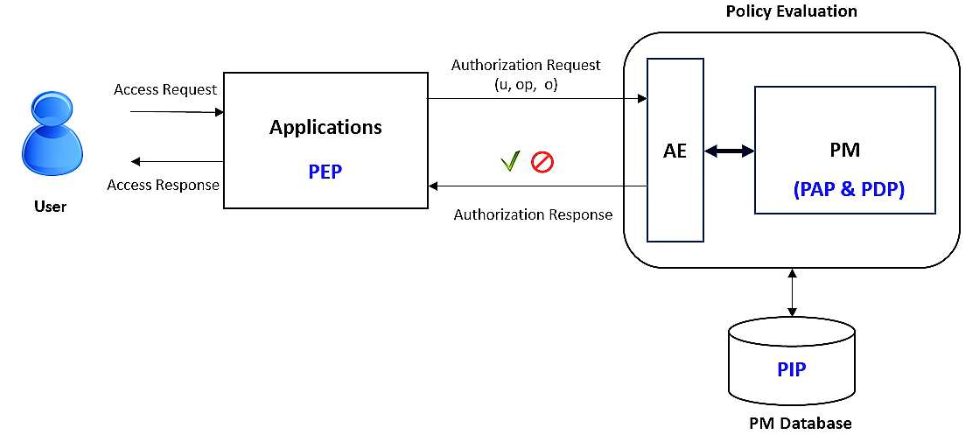 Policy Evaluation
Access Request
Authorization Request
(u, op, o)
Applications
PEP
AE
PM
(PAP & PDP)
Access Response
User
Authorization Response
PIP
PM Database